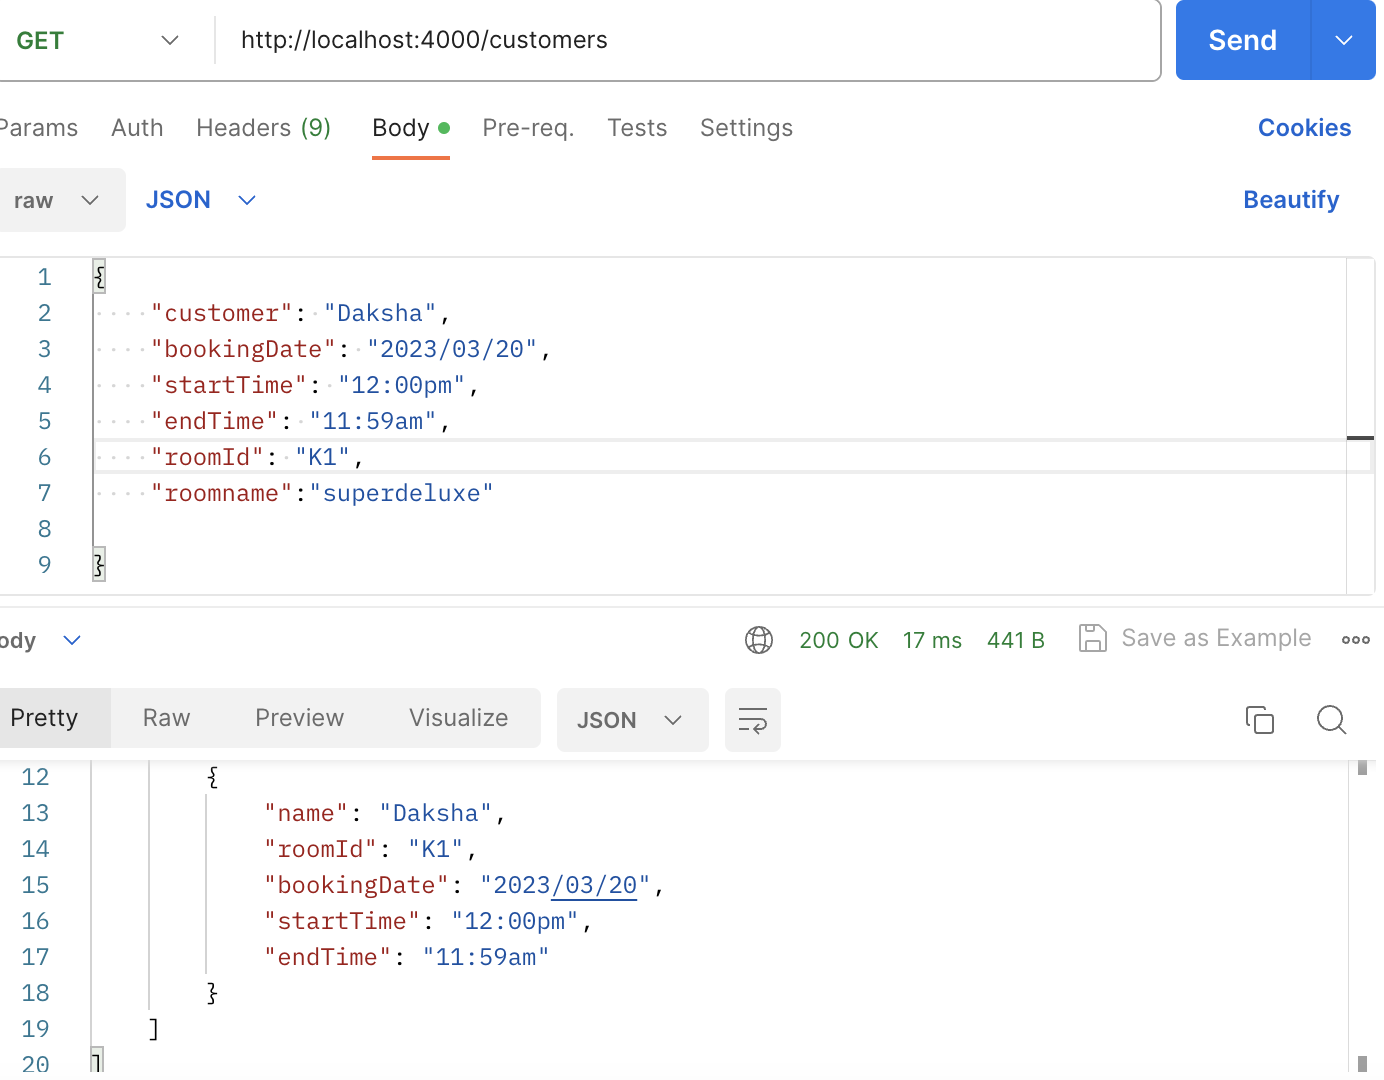 GET http://localhost:4000/customers Send
Params Auth Headers (9) Body Pre-req. Tests Settings Cookies
raw JSON Beautify
1 {
2 "customer": "Daksha",
3 "bookingDate": "2023/03/20",
4 "startTime": "12:00pm",
5 "endTime": "11:59am",
6 "roomId": "K1",
7 "roomname":"superdeluxe"
8
9 }
ody 200 OK 17 ms 441 B Save as Example
Pretty Raw Preview Visualize JSON
12 {
13 "name": "Daksha",
14 "roomId": "K1",
15 "bookingDate": "2023/03/20",
16 "startTime": "12:00pm",
17 "endTime": "11:59am"
18 }
19 ]
20 ]